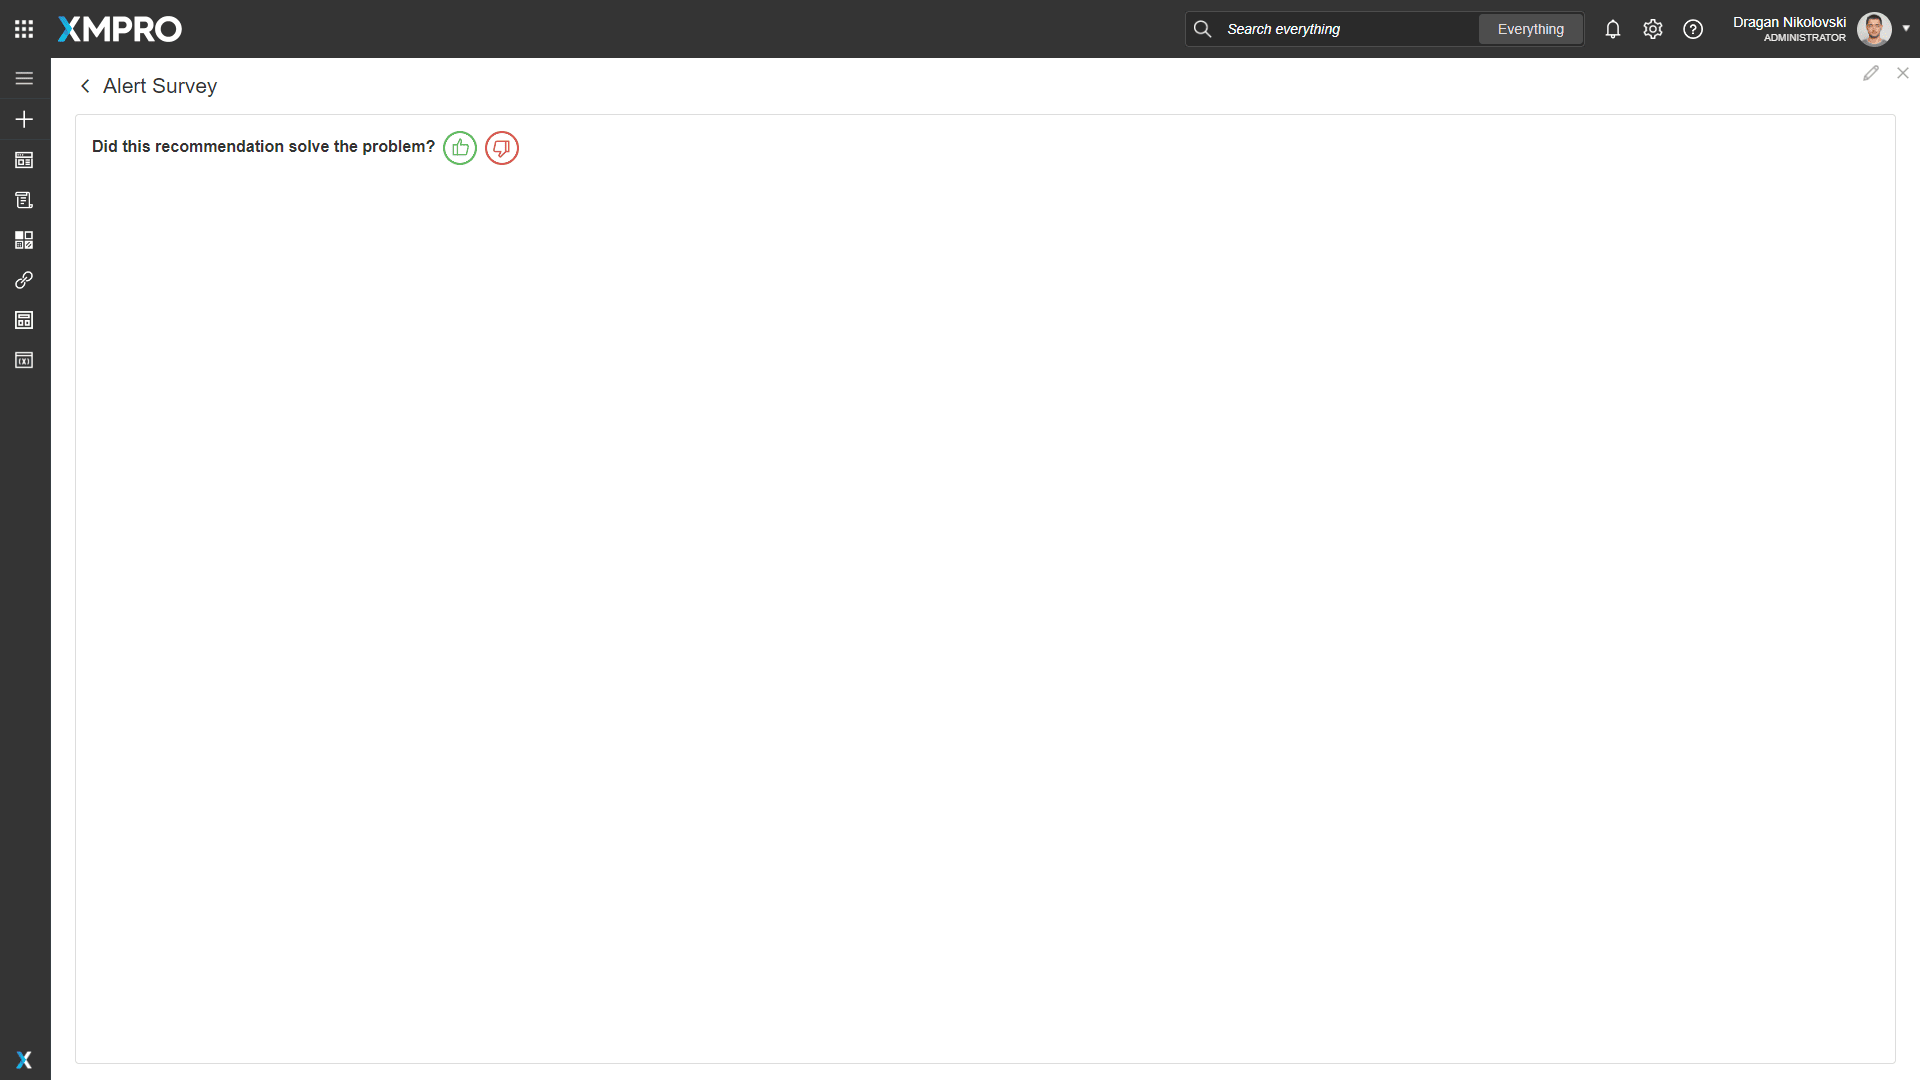 XMPRO
Search everything
Everything
Dragan Nikolovski
ADMINISTRATOR
Alert Survey
Did this recommendation solve the problem?